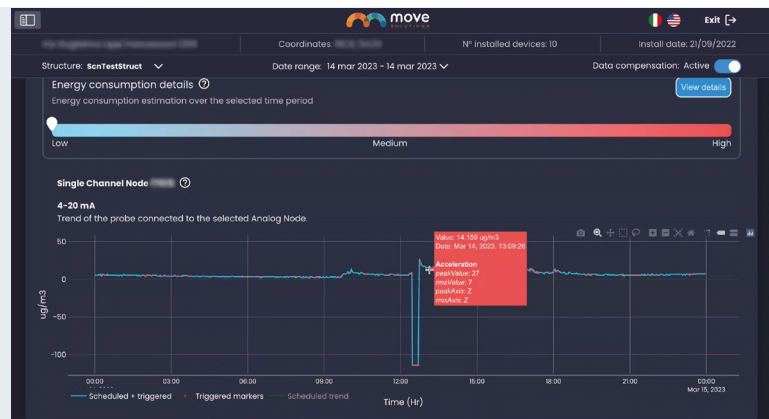 move
SOLUTIONS
Exit
Coordinates:
N° installed devices: 10
Install date: 21/09/2022
Structure: ScnTestStruct
Date range: 14 mar 2023 - 14 mar 2023
Data compensation: Active
Energy consumption details ?
View details
Energy consumption estimation over the selected time period
Low
Medium
High
Single Channel Node
?
4-20 mA
Trend of the probe connected to the selected Analog Node.
Value: 14.159 ug/m3
Date: Mar 14, 2023, 13:09:26
Acceleration
peakValue: 27
rmsValue: 7
peakAxis: Z
rmsAxis: Z
50
0
−50
−100
ug/m3
00:00
03:00
06:00
09:00
12:00
15:00
18:00
21:00
00:00
Mar 15, 2023
Scheduled + triggered
Triggered markers
Scheduled trend
Time (Hr)